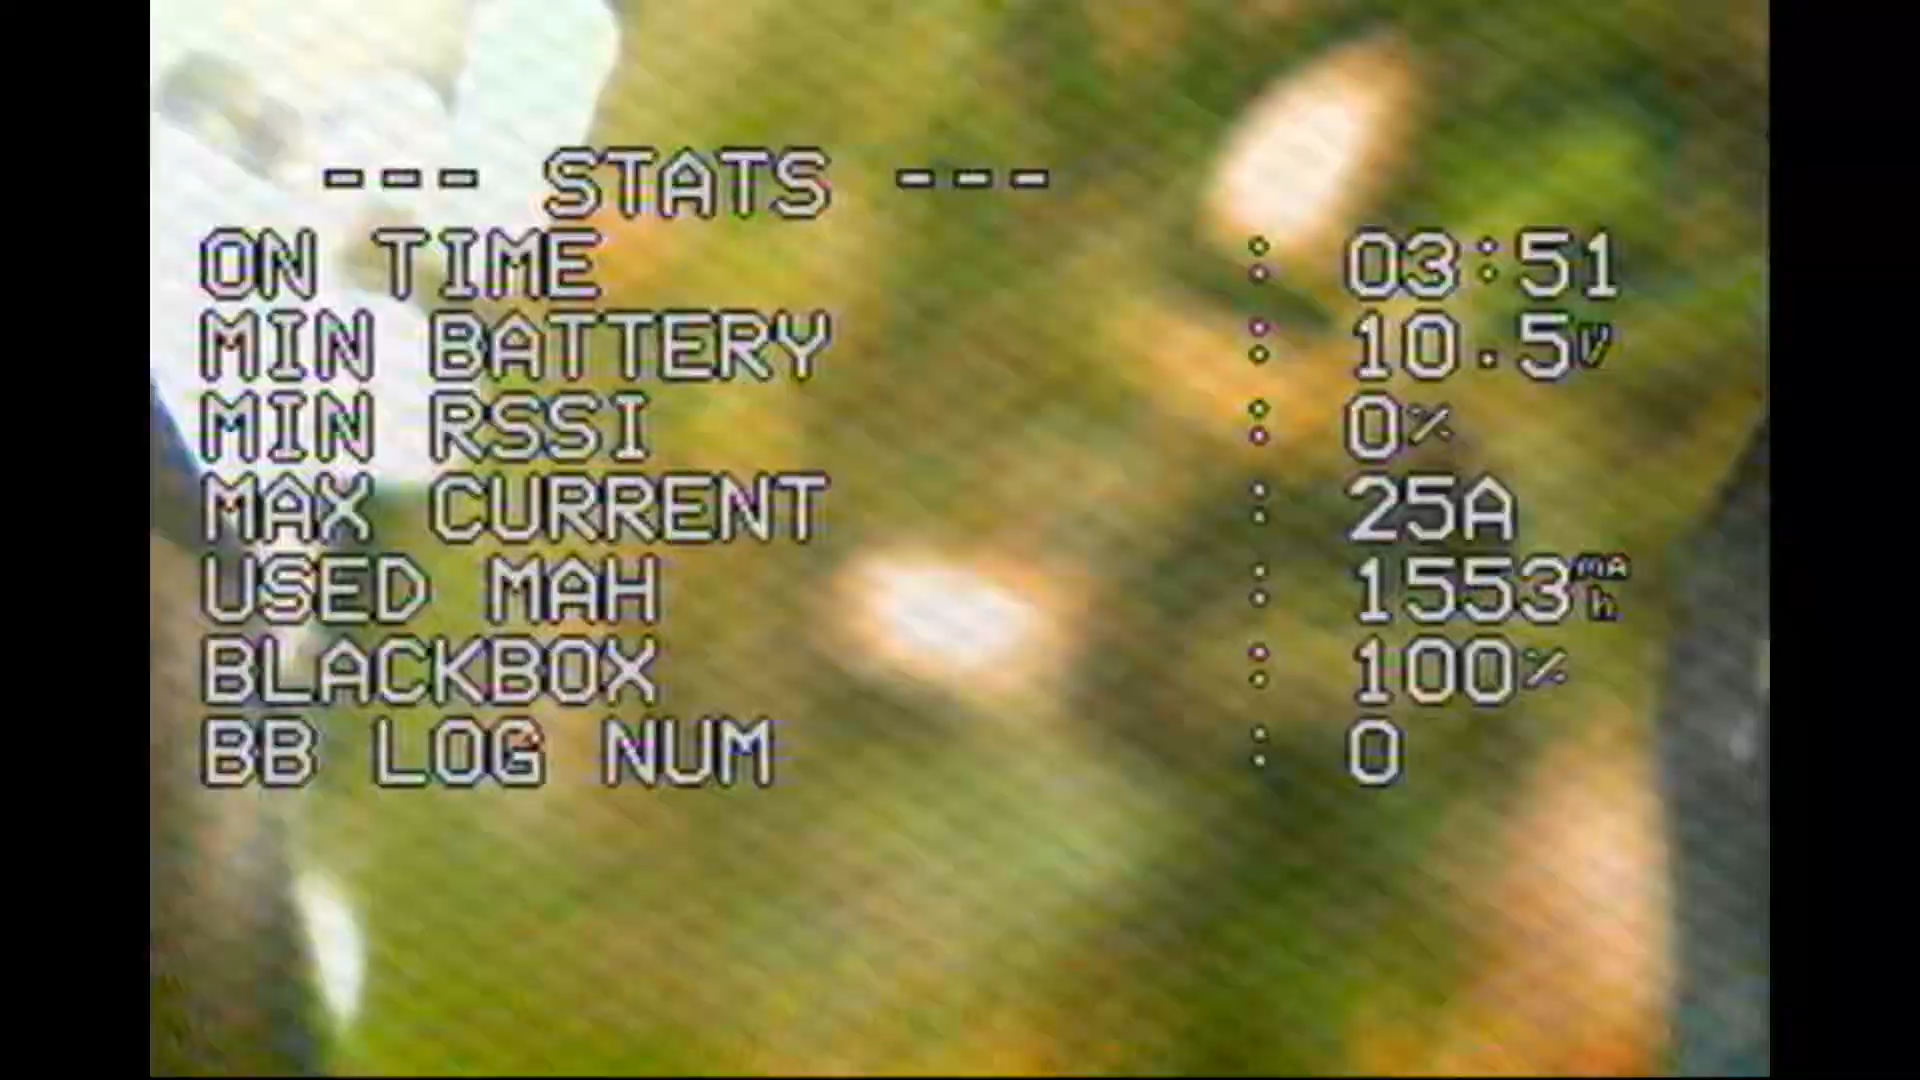 --- STATS ---
ON TIME : 03:51
MIN BATTERY : 10.5V
MIN RSSI : 0%
MAX CURRENT : 25A
USED MAH : 1553mAh
BLACKBOX : 100%
BB LOG NUM : 0